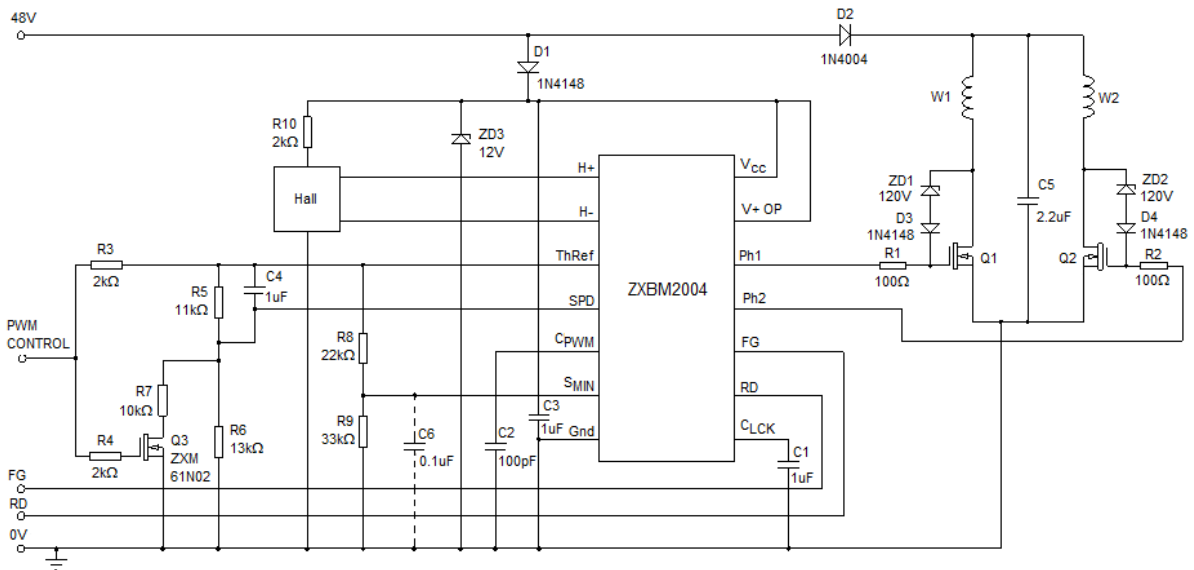 48V
D2
1N4004
D1
1N4148
W1
W2
R10
2kΩ
ZD3
12V
Hall
H+
H-
VCC
V+ OP
ZD1
120V
D3
1N4148
C5
2.2uF
ZD2
120V
D4
1N4148
R3
2kΩ
C4
1uF
R5
11kΩ
ThRef
SPD
ZXBM2004
Ph1
Ph2
R1
100Ω
Q1
Q2
R2
100Ω
PWM
CONTROL
R8
22kΩ
CPWM
FG
R7
10kΩ
SMIN
RD
R4
2kΩ
Q3
ZXM
61N02
R6
13kΩ
R9
33kΩ
C6
0.1uF
C2
100pF
C3
1uF
Gnd
CLCK
C1
1uF
FG
RD
0V